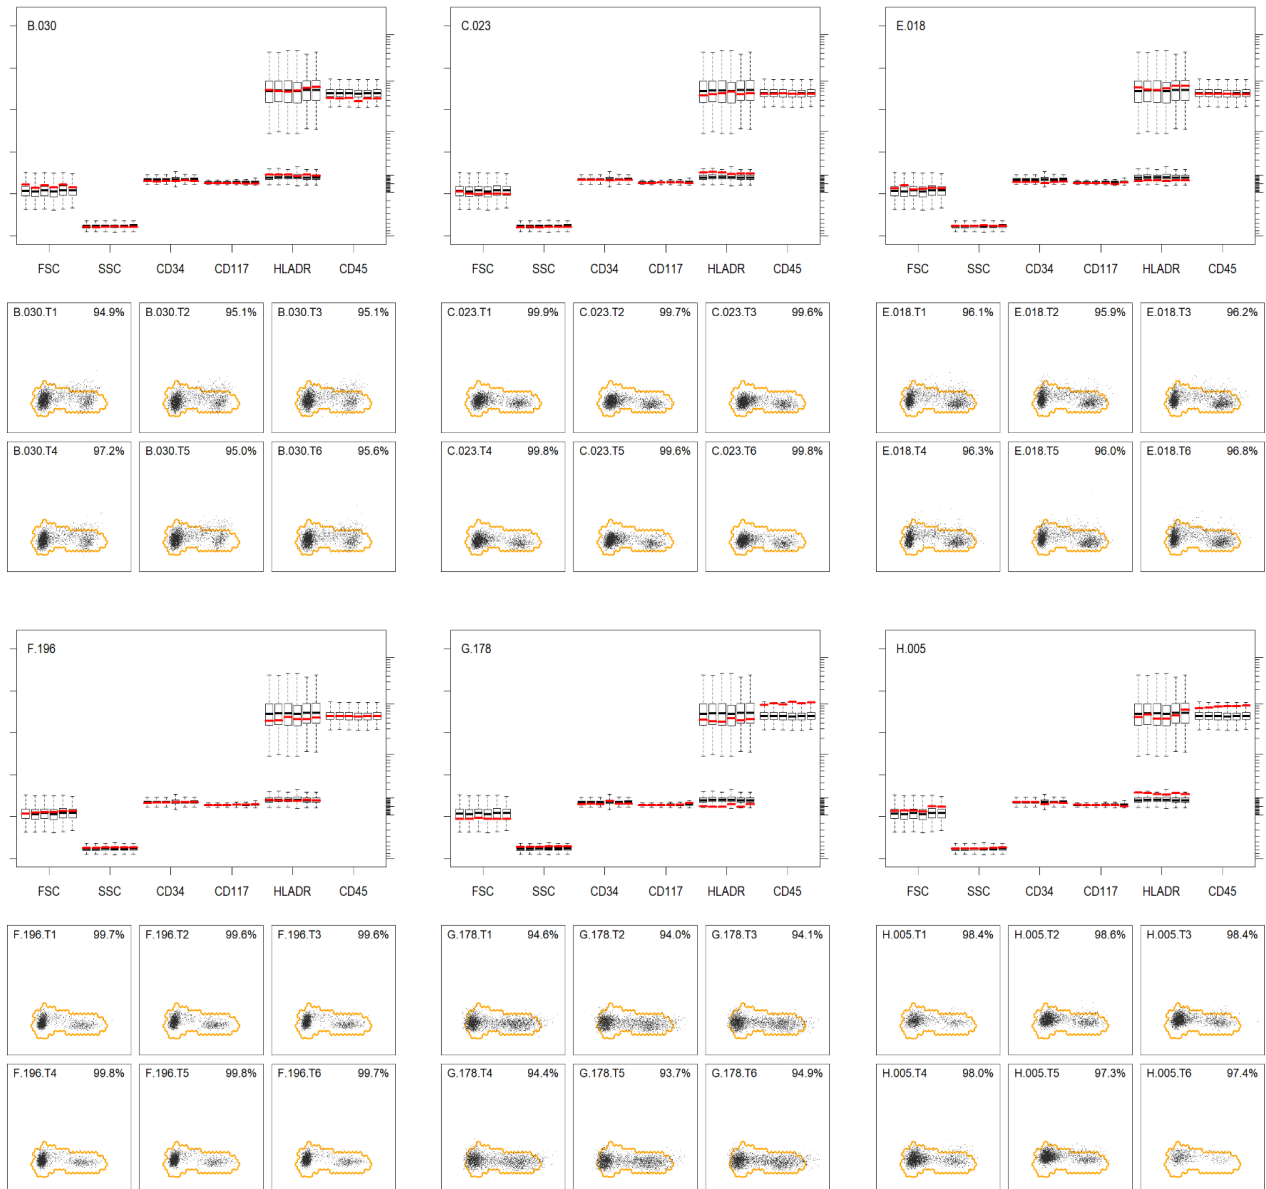 B.030 C.023 E.018
FSC SSC CD34 CD117 HLADR CD45 FSC SSC CD34 CD117 HLADR CD45 FSC SSC CD34 CD117 HLADR CD45
B.030.T1 94.9% B.030.T2 95.1% B.030.T3 95.1% C.023.T1 99.9% C.023.T2 99.7% C.023.T3 99.6% E.018.T1 96.1% E.018.T2 95.9% E.018.T3 96.2%
B.030.T4 97.2% B.030.T5 95.0% B.030.T6 95.6% C.023.T4 99.8% C.023.T5 99.6% C.023.T6 99.8% E.018.T4 96.3% E.018.T5 96.0% E.018.T6 96.8%
F.196 G.178 H.005
FSC SSC CD34 CD117 HLADR CD45 FSC SSC CD34 CD117 HLADR CD45 FSC SSC CD34 CD117 HLADR CD45
F.196.T1 99.7% F.196.T2 99.6% F.196.T3 99.6% G.178.T1 94.6% G.178.T2 94.0% G.178.T3 94.1% H.005.T1 98.4% H.005.T2 98.6% H.005.T3 98.4%
F.196.T4 99.8% F.196.T5 99.8% F.196.T6 99.7% G.178.T4 94.4% G.178.T5 93.7% G.178.T6 94.9% H.005.T4 98.0% H.005.T5 97.3% H.005.T6 97.4%